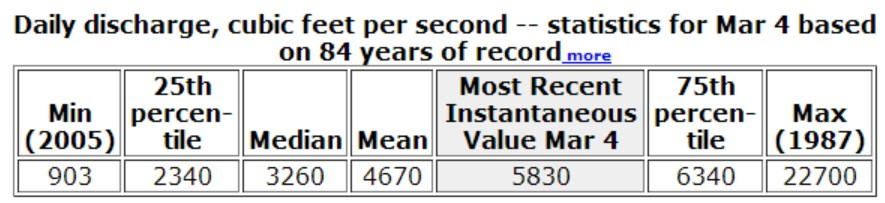 Daily discharge, cubic feet per second -- statistics for Mar 4 based
on 84 years of record more
Min (2005) 25th percen-tile Median Mean Most Recent Instantaneous Value Mar 4 75th percen-tile Max (1987)
903 2340 3260 4670 5830 6340 22700